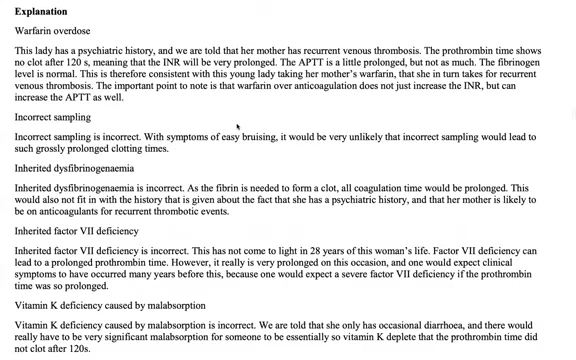 Explanation
Warfarin overdose
This lady has a psychiatric history, and we are told that her mother has recurrent venous thrombosis. The prothrombin time shows
no clot after 120 s, meaning that the INR will be very prolonged. The APTT is a little prolonged, but not as much. The fibrinogen
level is normal. This is therefore consistent with this young lady taking her mother's warfarin, that she in turn takes for recurrent
venous thrombosis. The important point to note is that warfarin over anticoagulation does not just increase the INR, but can
increase the APTT as well.
Incorrect sampling
Incorrect sampling is incorrect. With symptoms of easy bruising, it would be very unlikely that incorrect sampling would lead to
such grossly prolonged clotting times.
Inherited dysfibrinogenaemia
Inherited dysfibrinogenaemia is incorrect. As the fibrin is needed to form a clot, all coagulation time would be prolonged. This
would also not fit in with the history that is given about the fact that she has a psychiatric history, and that her mother is likely to
be on anticoagulants for recurrent thrombotic events.
Inherited factor VII deficiency
Inherited factor VII deficiency is incorrect. This has not come to light in 28 years of this woman's life. Factor VII deficiency can
lead to a prolonged prothrombin time. However, it really is very prolonged on this occasion, and one would expect clinical
symptoms to have occurred many years before this, because one would expect a severe factor VII deficiency if the prothrombin
time was so prolonged.
Vitamin K deficiency caused by malabsorption
Vitamin K deficiency caused by malabsorption is incorrect. We are told that she only has occasional diarrhoea, and there would
really have to be very significant malabsorption for someone to be essentially so vitamin k deplete that the prothrombin time did
not clot after 120s.